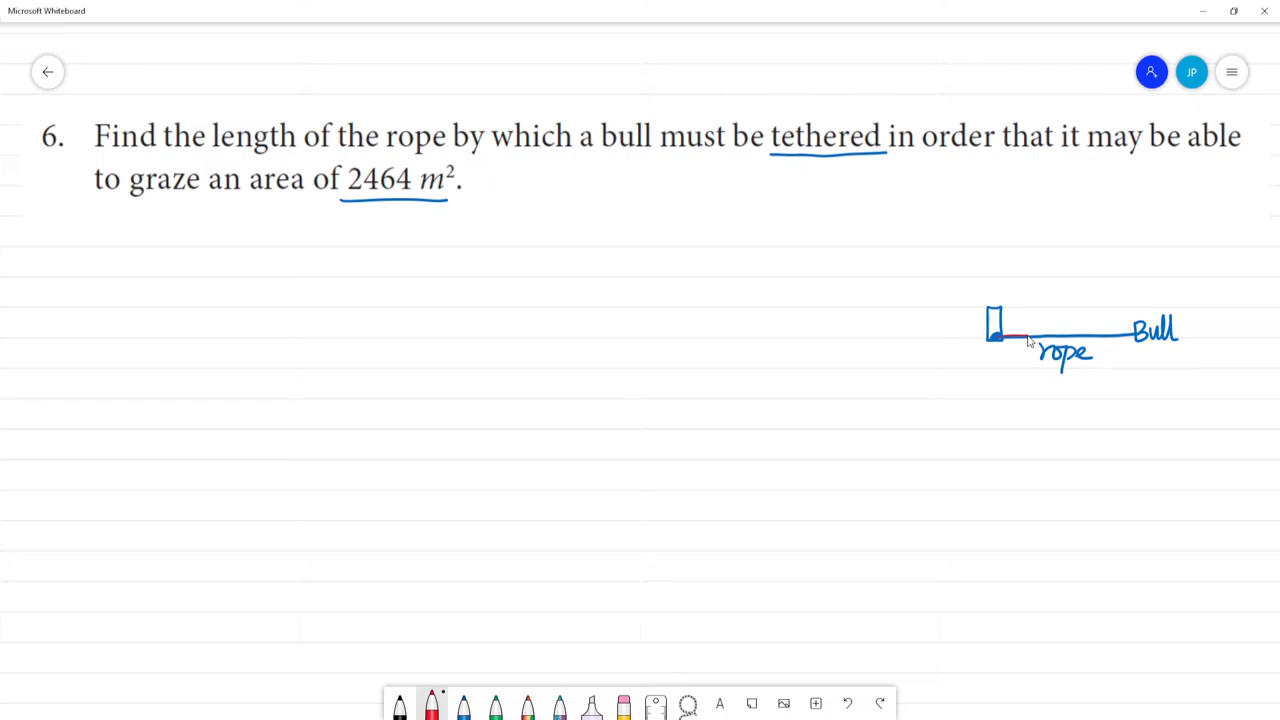 Microsoft Whiteboard
JP
6. Find the length of the rope by which a bull must be tethered in order that it may be able
to graze an area of 2464 m².
Bull
rope
A